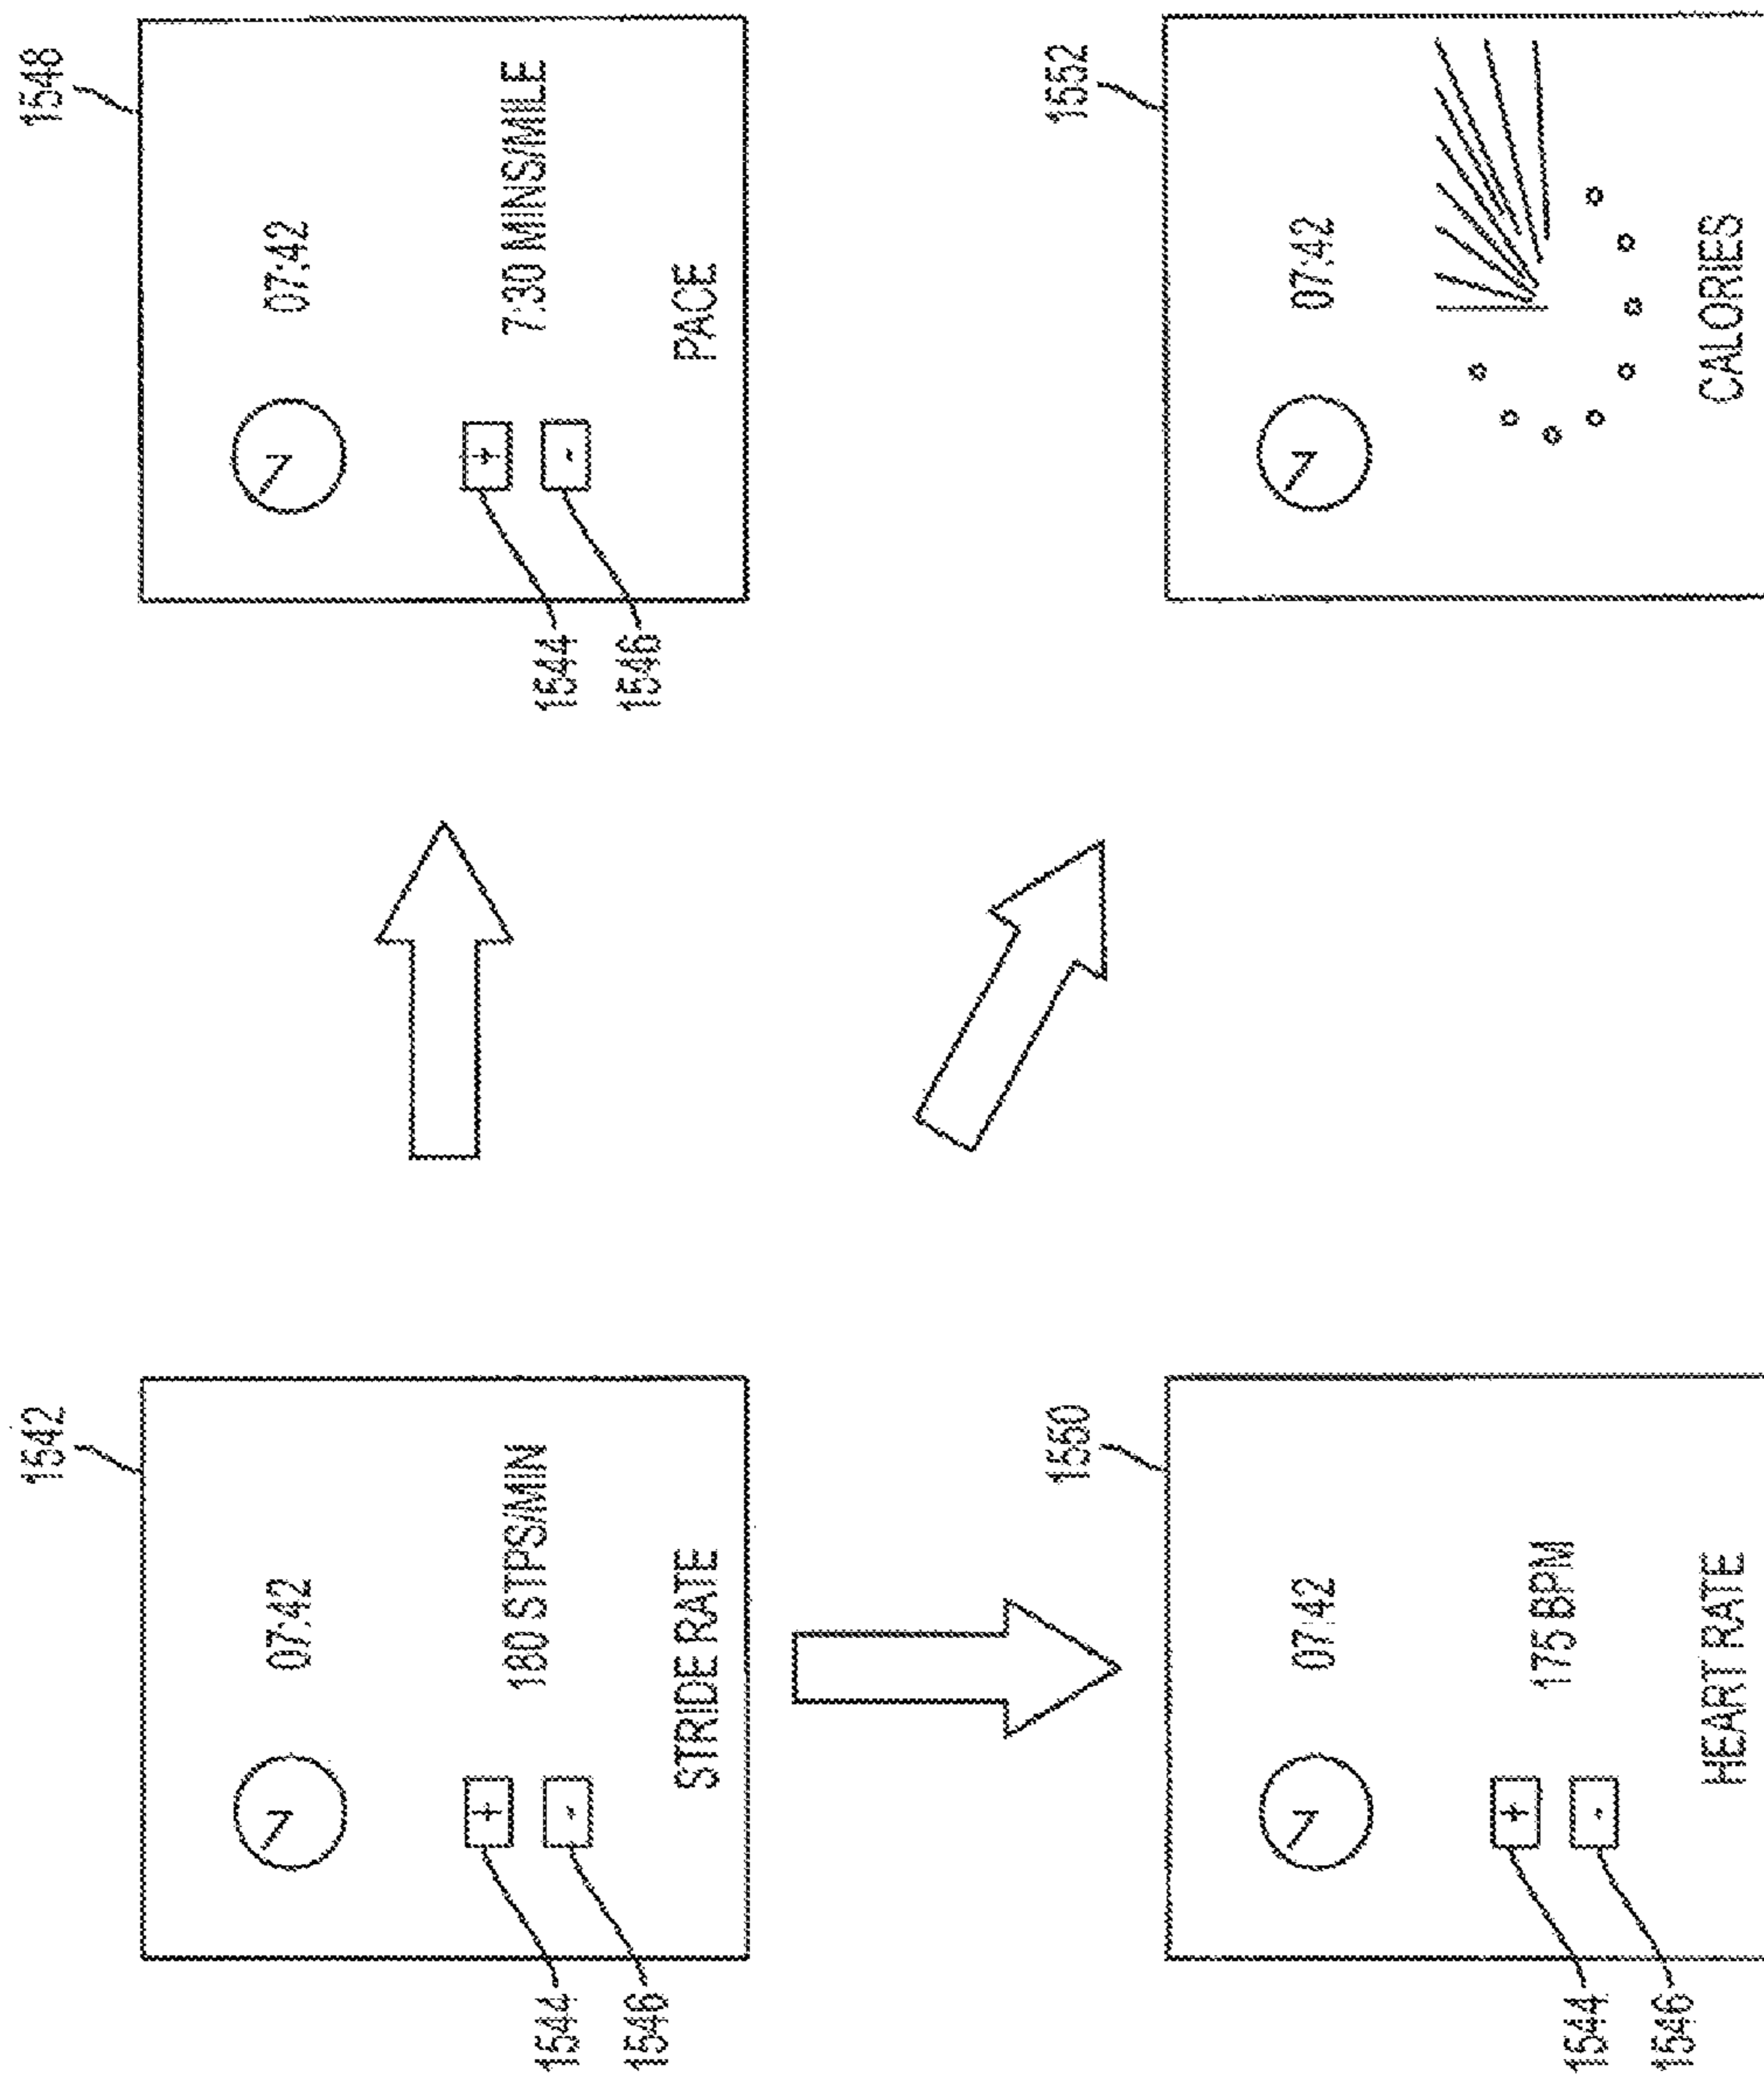 1542
07:42
+
180 STPS/MIN
-
STRIDE RATE
1544
1546
1548
07:42
+
7:30 MINS/MILE
-
PACE
1544
1546
1550
07:42
+
175 BPM
-
HEART RATE
1544
1546
1552
07:42
CALORIES